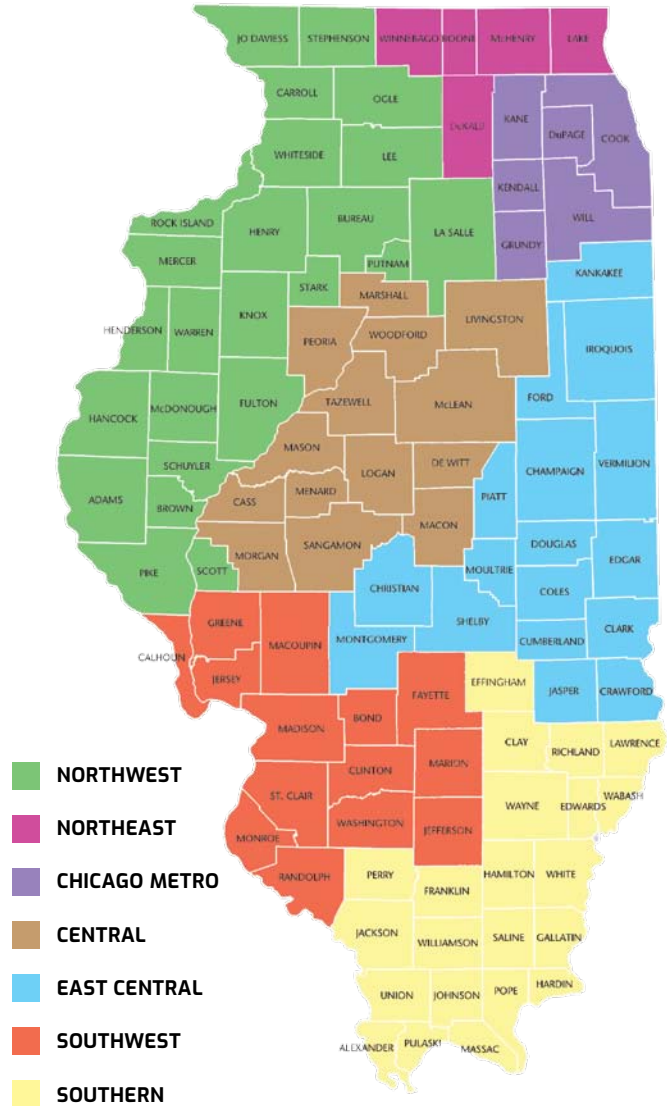 JO DAVIESS STEPHENSON WINNEBAGO BOONE McHENRY LAKE
CARROLL OGLE DeKALB KANE DuPAGE COOK
WHITESIDE LEE KENDALL WILL
ROCK ISLAND HENRY BUREAU LA SALLE GRUNDY
MERCER PUTNAM KANKAKEE
STARK MARSHALL
HENDERSON WARREN KNOX PEORIA WOODFORD LIVINGSTON IROQUOIS
HANCOCK McDONOUGH FULTON TAZEWELL McLEAN FORD
SCHUYLER MASON LOGAN DE WITT CHAMPAIGN VERMILION
ADAMS BROWN CASS MENARD PIATT
PIKE SCOTT MORGAN SANGAMON MACON DOUGLAS EDGAR
CHRISTIAN MOULTRIE COLES
GREENE MACOUPIN MONTGOMERY SHELBY CUMBERLAND CLARK
CALHOUN JERSEY FAYETTE EFFINGHAM JASPER CRAWFORD
MADISON BOND CLAY RICHLAND LAWRENCE
ST. CLAIR CLINTON MARION WAYNE EDWARDS WABASH
MONROE WASHINGTON JEFFERSON
RANDOLPH PERRY FRANKLIN HAMILTON WHITE
JACKSON WILLIAMSON SALINE GALLATIN
UNION JOHNSON POPE HARDIN
ALEXANDER PULASKI MASSAC
NORTHWEST
NORTHEAST
CHICAGO METRO
CENTRAL
EAST CENTRAL
SOUTHWEST
SOUTHERN